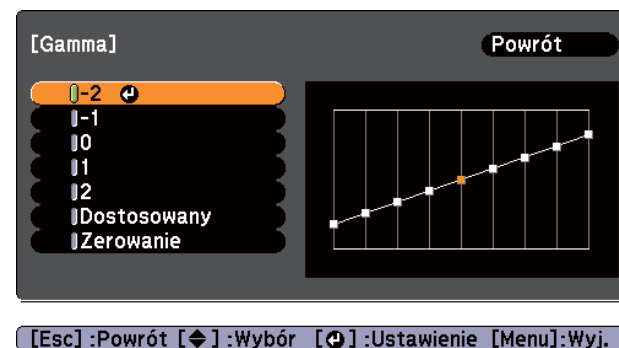 [Gamma]
Powrót
-2
-1
0
1
2
Dostosowany
Zerowanie
[Esc] :Powrót [◆] :Wybór [⏎] :Ustawienie [Menu]:Wyj.